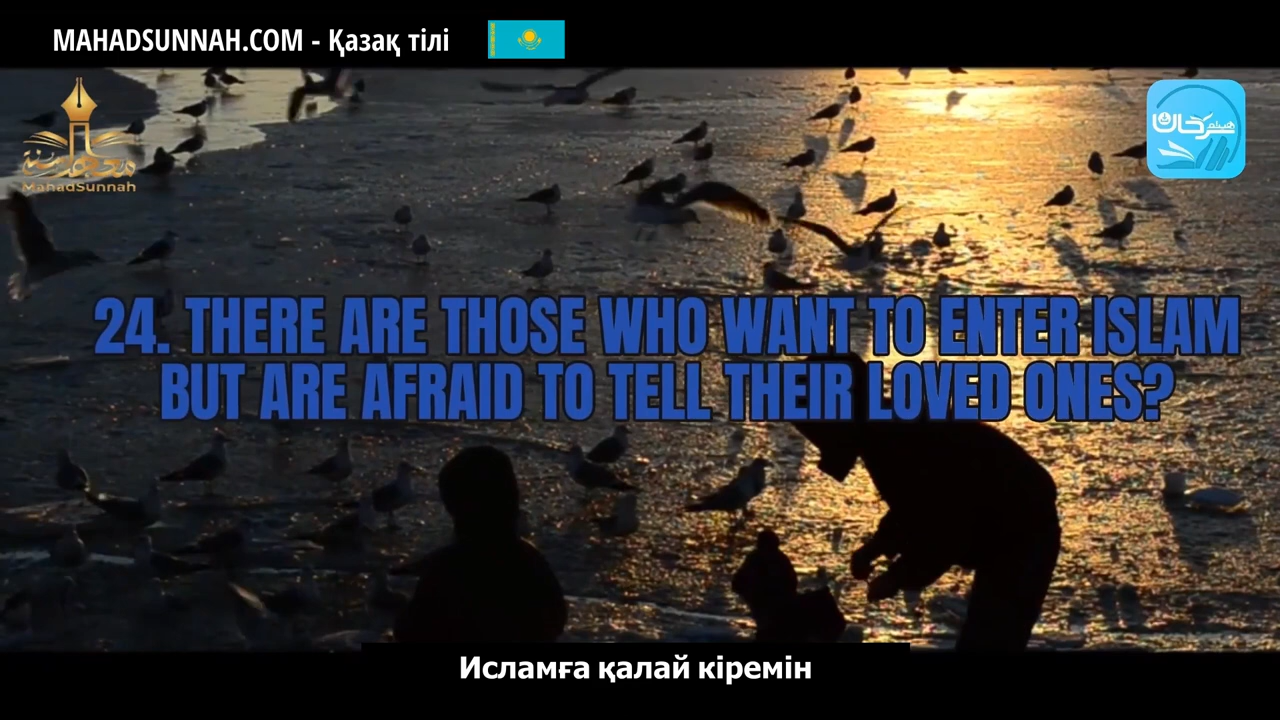 MAHADSUNNAH.COM - Қазақ тілі
MahadSunnah
24. THERE ARE THOSE WHO WANT TO ENTER ISLAM
BUT ARE AFRAID TO TELL THEIR LOVED ONES?
Исламға қалай кіремін